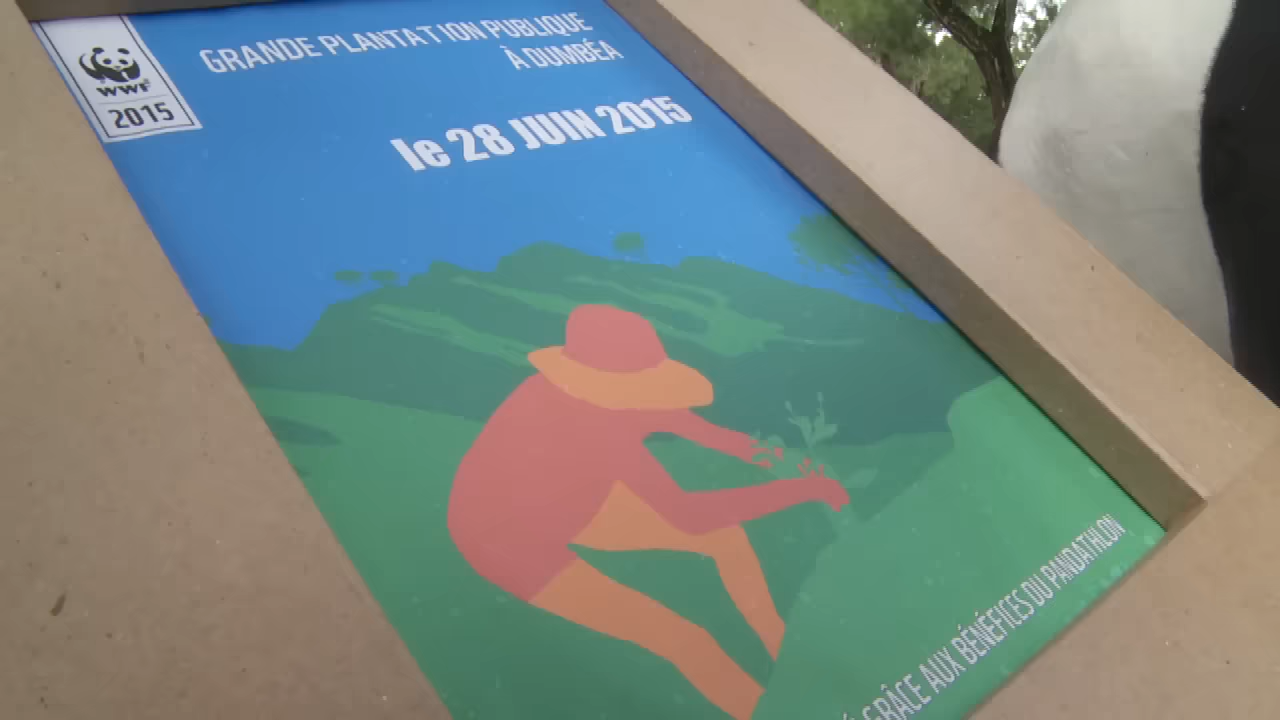 WWF
2015
GRANDE PLANTATION PUBLIQUE
À DUMBÉA
le 28 JUIN 2015
GRÂCE AUX BÉNÉFICES DU PANDATHLON